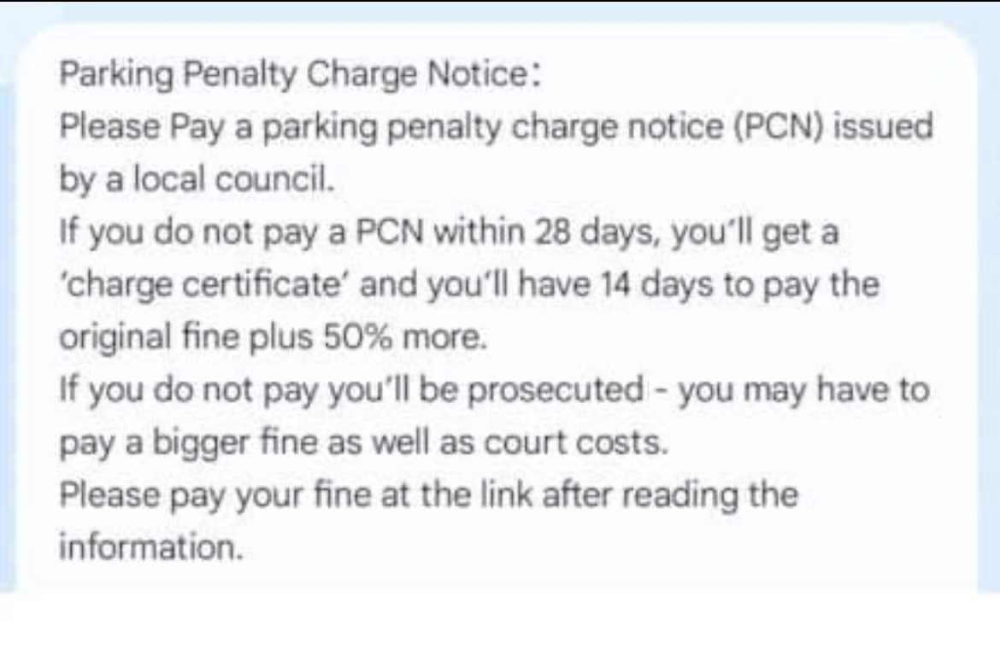 Parking Penalty Charge Notice:
Please Pay a parking penalty charge notice (PCN) issued
by a local council.
If you do not pay a PCN within 28 days, you'll get a
'charge certificate' and you'll have 14 days to pay the
original fine plus 50% more.
If you do not pay you'll be prosecuted - you may have to
pay a bigger fine as well as court costs.
Please pay your fine at the link after reading the
information.